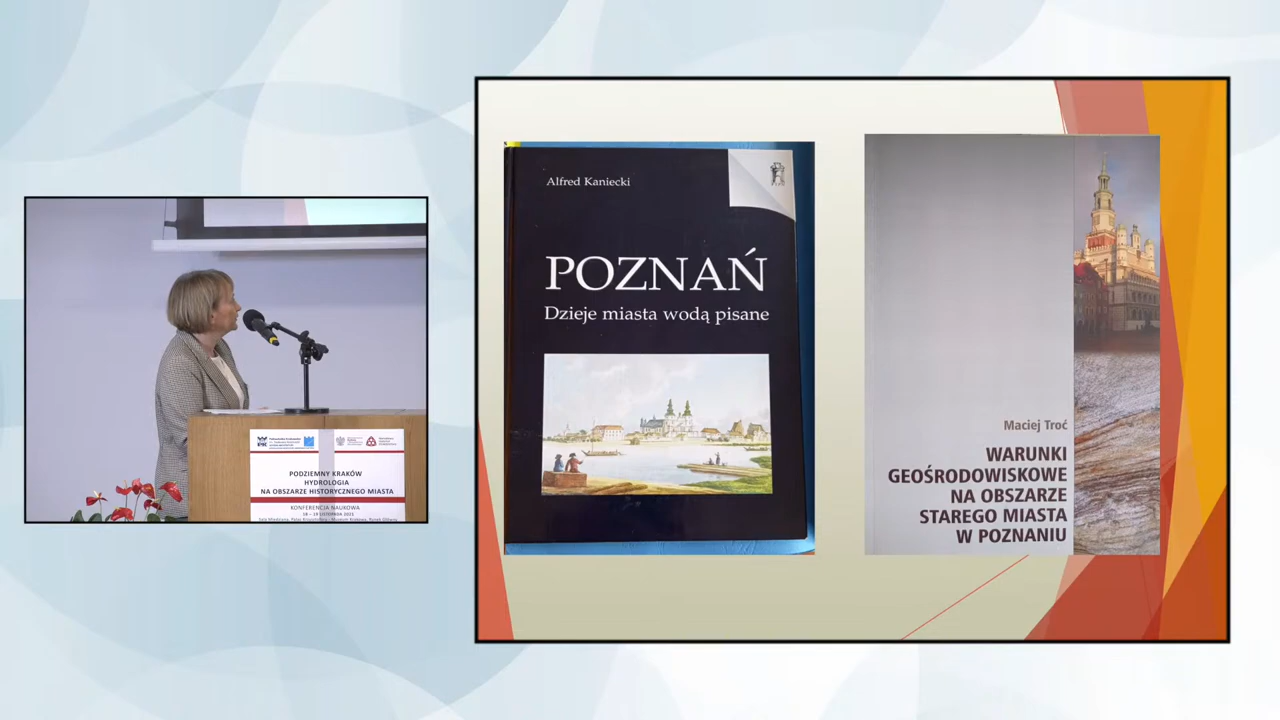 Alfred Kaniecki
POZNAŃ
Dzieje miasta wodą pisane
Maciej Troć
WARUNKI
GEOŚRODOWISKOWE
NA OBSZARZE
STAREGO MIASTA
W POZNANIU
PODZIEMNY KRAKÓW
HYDROLOGIA
NA OBSZARZE HISTORYCZNEGO MIASTA
KONFERENCJA NAUKOWA